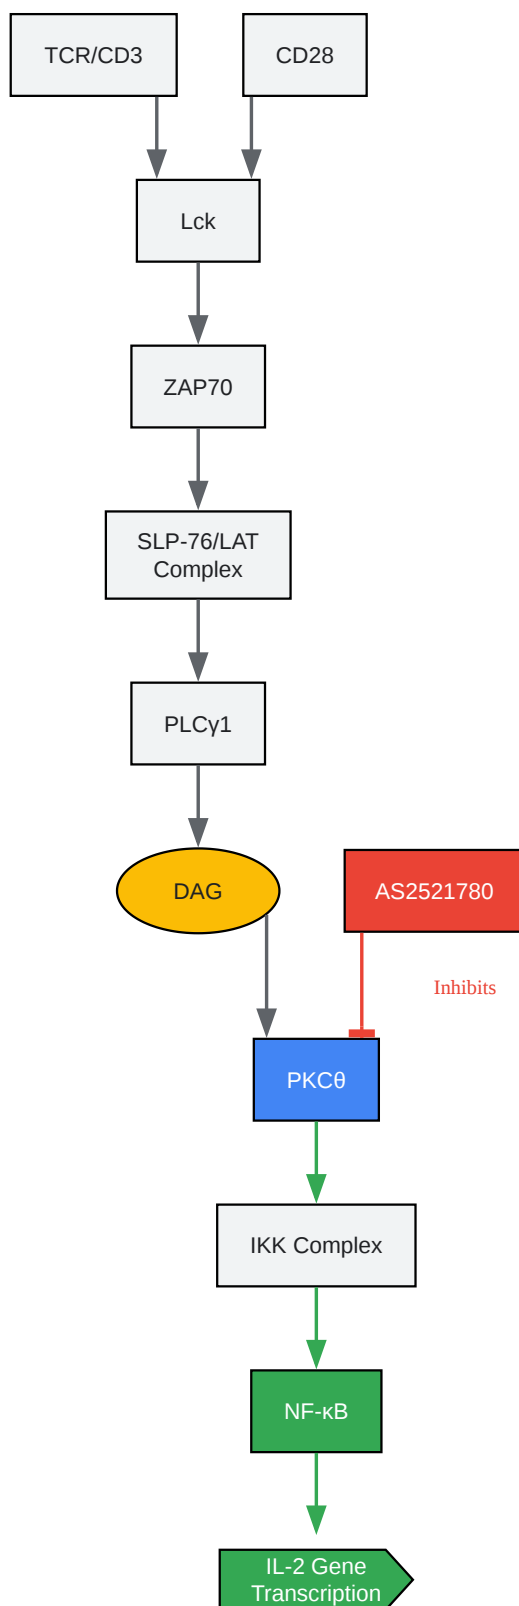 TCR/CD3
CD28
Lck
ZAP70
SLP-76/LAT
Complex
PLCγ1
DAG
AS2521780
Inhibits
PKCθ
IKK Complex
NF-κB
IL-2 Gene
Transcription